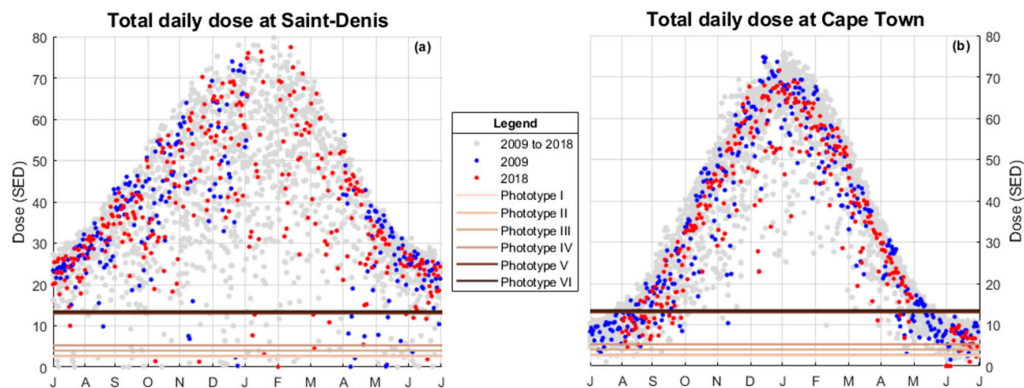 Total daily dose at Saint-Denis
(a)
Dose (SED)
80
70
60
50
40
30
20
10
0
J A S O N D J F M A M J J
Legend
2009 to 2018
2009
2018
Phototype I
Phototype II
Phototype III
Phototype IV
Phototype V
Phototype VI
Total daily dose at Cape Town
(b)
80
70
60
50
40
30
20
10
0
Dose (SED)
J A S O N D J F M A M J J